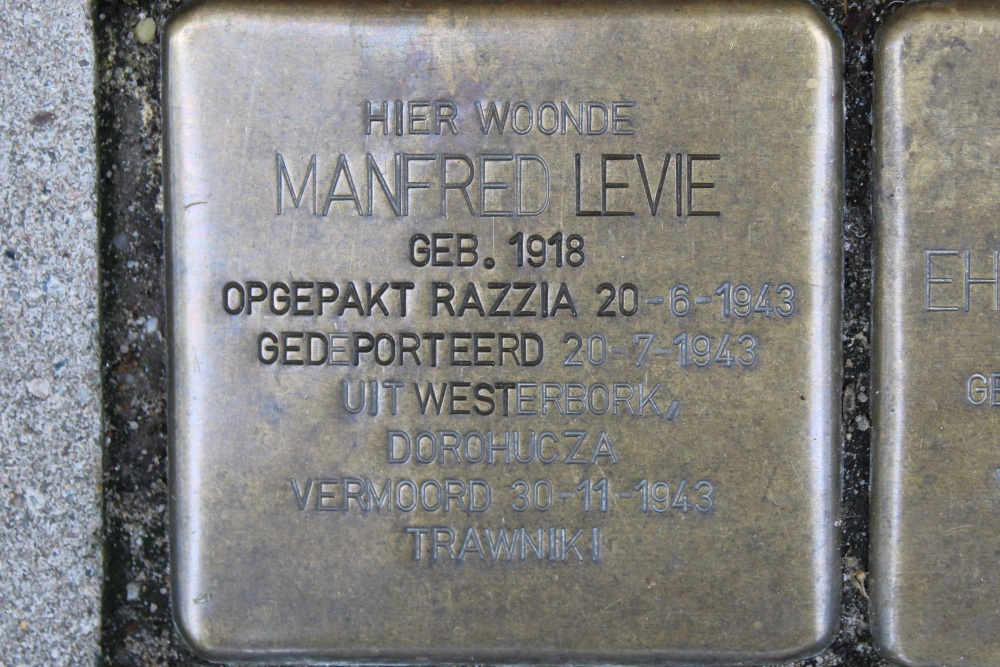 HIER WOONDE
MANFRED LEVIE
GEB. 1918
OPGEPAKT RAZZIA 20-6-1943
GEDEPORTEERD 20-7-1943
UIT WESTERBORK,
DOROHUCZA
VERMOORD 30-11-1943
TRAWNIKI